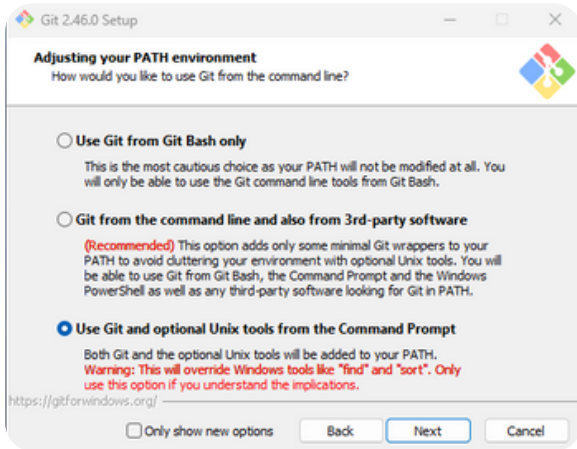 Git 2.46.0 Setup
Adjusting your PATH environment
How would you like to use Git from the command line?
Use Git from Git Bash only
This is the most cautious choice as your PATH will not be modified at all. You
will only be able to use the Git command line tools from Git Bash.
Git from the command line and also from 3rd-party software
(Recommended) This option adds only some minimal Git wrappers to your
PATH to avoid cluttering your environment with optional Unix tools. You will
be able to use Git from Git Bash, the Command Prompt and the Windows
PowerShell as well as any third-party software looking for Git in PATH.
Use Git and optional Unix tools from the Command Prompt
Both Git and the optional Unix tools will be added to your PATH.
Warning: This will override Windows tools like "find" and "sort". Only
use this option if you understand the implications.
https://gitforwindows.org/
Only show new options
Back
Next
Cancel